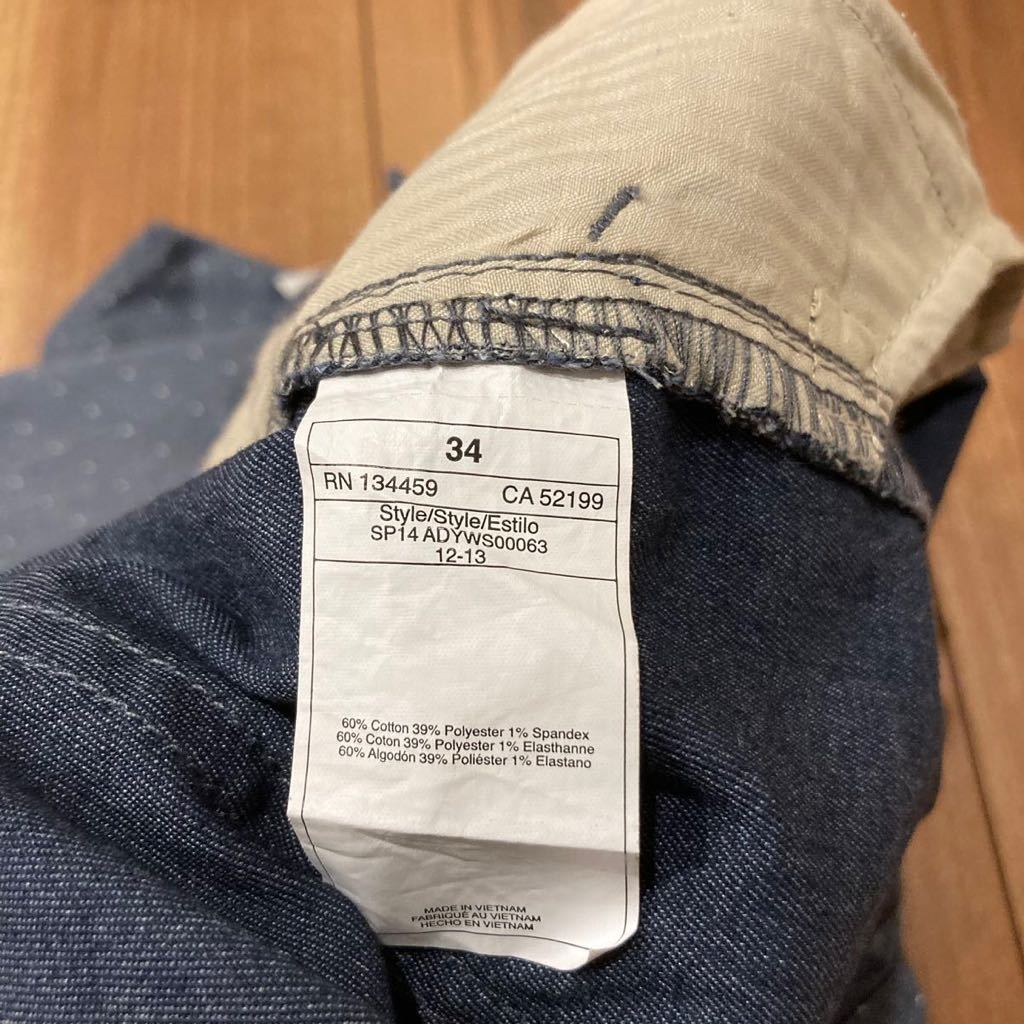 34
RN 134459 CA 52199
Style/Style/Estilo
SP14 ADYWS00063
12-13
60% Cotton 39% Polyester 1% Spandex
60% Coton 39% Polyester 1% Elasthanne
60% Algodón 39% Poliéster 1% Elastano
MADE IN VIETNAM
FABRIQUÉ AU VIETNAM
HECHO EN VIETNAM